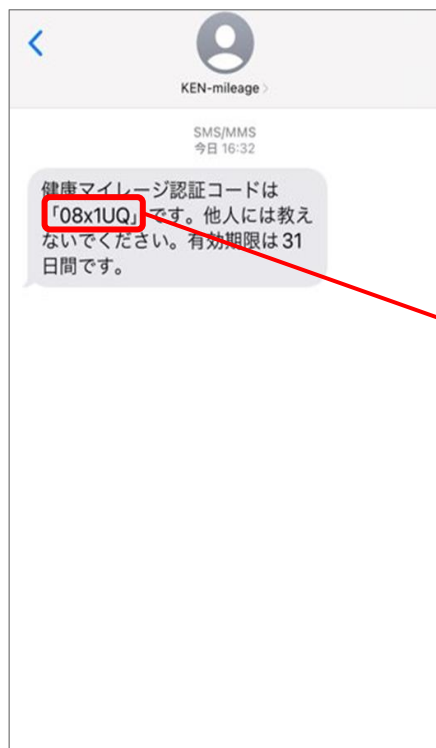 KEN-mileage
SMS/MMS
今日 16:32
健康マイレージ認証コードは
「08x1UQ」です。他人には教え
ないでください。有効期限は31
日間です。